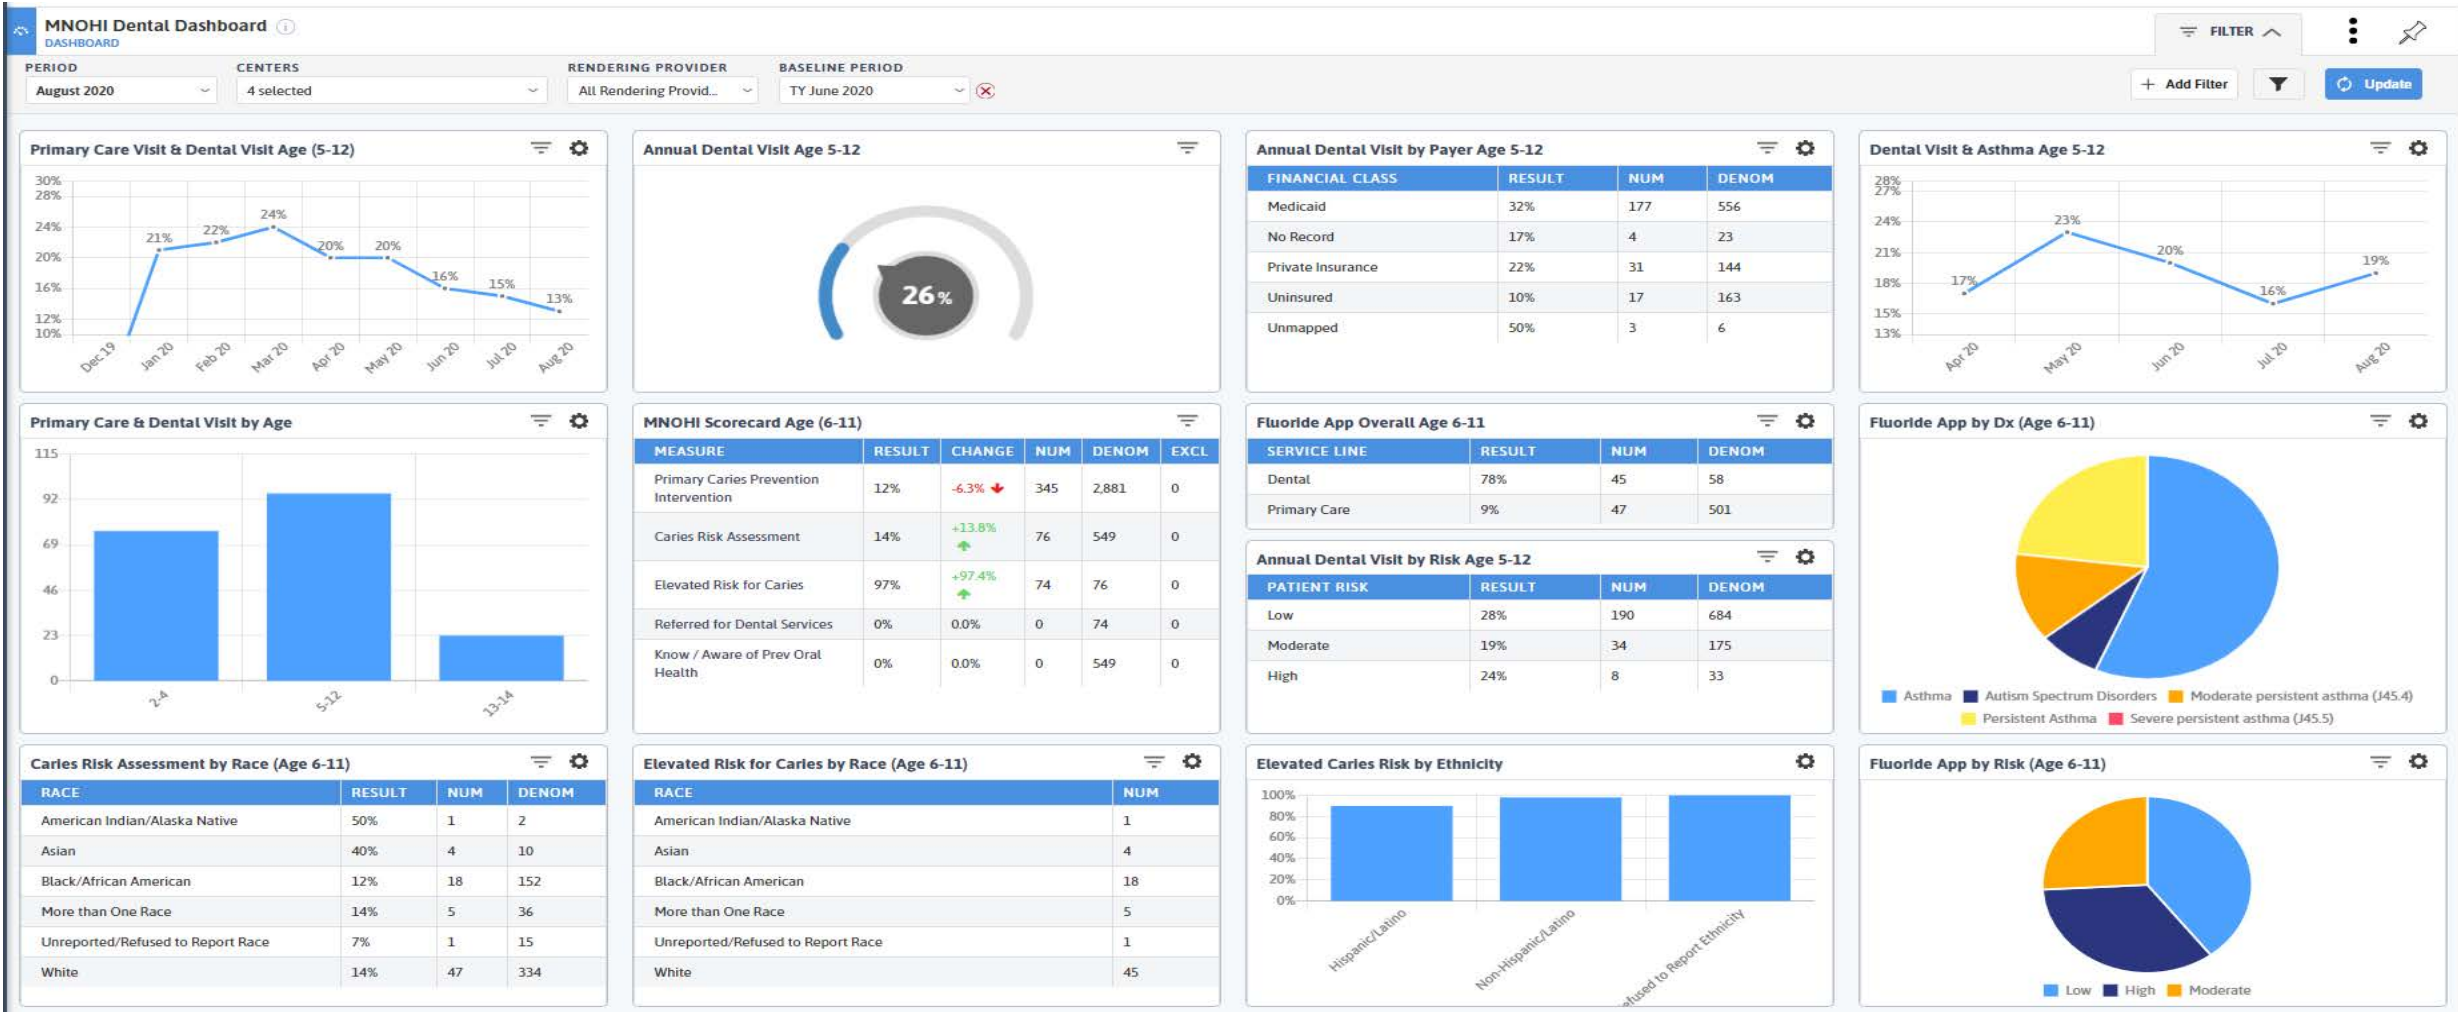 MNOHI Dental Dashboard
DASHBOARD
FILTER
PERIOD
August 2020
CENTERS
4 selected
RENDERING PROVIDER
All Rendering Provid...
BASELINE PERIOD
TY June 2020
+ Add Filter
Update
Primary Care Visit & Dental Visit Age (5-12)
30%
28%
24%
20%
16%
12%
10%
21%
22%
24%
20%
20%
16%
15%
13%
Dec 19
Jan 20
Feb 20
Mar 20
Apr 20
May 20
Jun 20
Jul 20
Aug 20
Annual Dental Visit Age 5-12
26%
Annual Dental Visit by Payer Age 5-12
FINANCIAL CLASS RESULT NUM DENOM
Medicaid 32% 177 556
No Record 17% 4 23
Private Insurance 22% 31 144
Uninsured 10% 17 163
Unmapped 50% 3 6
Dental Visit & Asthma Age 5-12
28%
27%
24%
21%
18%
15%
13%
17%
23%
20%
16%
19%
Apr 20
May 20
Jun 20
Jul 20
Aug 20
Primary Care & Dental Visit by Age
115
92
69
46
23
0
2-4
5-12
13-14
MNOHI Scorecard Age (6-11)
MEASURE RESULT CHANGE NUM DENOM EXCL
Primary Caries Prevention
Intervention 12% -6.3% 345 2,881 0
Caries Risk Assessment 14% +13.8% 76 549 0
Elevated Risk for Caries 97% +97.4% 74 76 0
Referred for Dental Services 0% 0.0% 0 74 0
Know / Aware of Prev Oral
Health 0% 0.0% 0 549 0
Fluoride App Overall Age 6-11
SERVICE LINE RESULT NUM DENOM
Dental 78% 45 58
Primary Care 9% 47 501
Annual Dental Visit by Risk Age 5-12
PATIENT RISK RESULT NUM DENOM
Low 28% 190 684
Moderate 19% 34 175
High 24% 8 33
Fluoride App by Dx (Age 6-11)
Asthma Autism Spectrum Disorders Moderate persistent asthma (J45.4)
Persistent Asthma Severe persistent asthma (J45.5)
Caries Risk Assessment by Race (Age 6-11)
RACE RESULT NUM DENOM
American Indian/Alaska Native 50% 1 2
Asian 40% 4 10
Black/African American 12% 18 152
More than One Race 14% 5 36
Unreported/Refused to Report Race 7% 1 15
White 14% 47 334
Elevated Risk for Caries by Race (Age 6-11)
RACE NUM
American Indian/Alaska Native 1
Asian 4
Black/African American 18
More than One Race 5
Unreported/Refused to Report Race 1
White 45
Elevated Caries Risk by Ethnicity
100%
80%
60%
40%
20%
0%
Hispanic/Latino
Non-Hispanic/Latino
efused to Report Ethnicity
Fluoride App by Risk (Age 6-11)
Low High Moderate